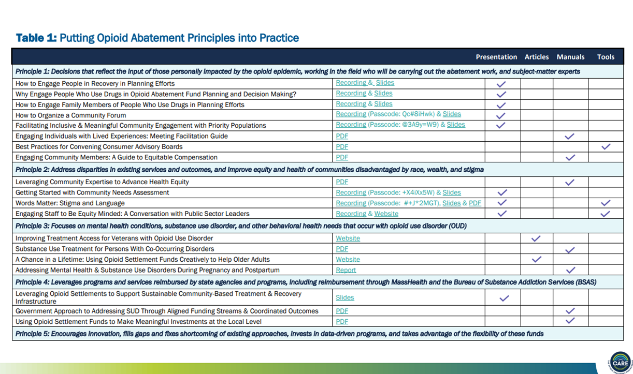 Table 1: Putting Opioid Abatement Principles into Practice
Presentation Articles Manuals Tools
Principle 1: Decisions that reflect the input of those personally impacted by the opioid epidemic, working in the field who will be carrying out the abatement work, and subject-matter experts
How to Engage People in Recovery in Planning Efforts Recording & Slides
Why Engage People Who Use Drugs in Opioid Abatement Fund Planning and Decision Making? Recording & Slides
How to Engage Family Members of People Who Use Drugs in Planning Efforts Recording & Slides
How to Organize a Community Forum Recording (Passcode: Qo#8iHwk) & Slides
Facilitating Inclusive & Meaningful Community Engagement with Priority Populations Recording (Passcode: @3A9y=W9) & Slides
Engaging Individuals with Lived Experiences: Meeting Facilitation Guide PDF
Best Practices for Convening Consumer Advisory Boards PDF
Engaging Community Members: A Guide to Equitable Compensation PDF
Principle 2: Address disparities in existing services and outcomes, and improve equity and health of communities disadvantaged by race, wealth, and stigma
Leveraging Community Expertise to Advance Health Equity PDF
Getting Started with Community Needs Assessment Recording (Passcode: & Slides
Words Matter: Stigma and Language Recording (Passcode: Slides & PDF
Engaging Staff to Be Equity Minded: A Conversation with Public Sector Leaders Recording & Website
Principle 3: Focuses on mental health conditions, substance use disorder, and other behavioral health needs that occur with opioid use disorder (OUD)
Improving Treatment Access for Veterans with Opioid Use Disorder Website
Substance Use Treatment for Persons With Co-Occurring Disorders PDF
A Chance in a Lifetime: Using Opioid Settlement Funds Creatively to Help Older Adults Website
Addressing Mental Health & Substance Use Disorders During Pregnancy and Postpartum Report
Principle 4: Leverages programs and services reimbursed by state agencies and programs, including reimbursement through MassHealth and the Bureau of Substance Addiction Services (BSAS)
Leveraging Opioid Settlements to Support Sustainable Community-Based Treatment & Recovery
Infrastructure Slides
Government Approach to Addressing SUD Through Aligned Funding Streams & Coordinated Outcomes PDF
Using Opioid Settlement Funds to Make Meaningful Investments at the Local Level PDF
Principle 5: Encourages innovation, fills gaps and fixes shortcoming of existing approaches, invests in data-driven programs, and takes advantage of the flexibility of these funds
CARE